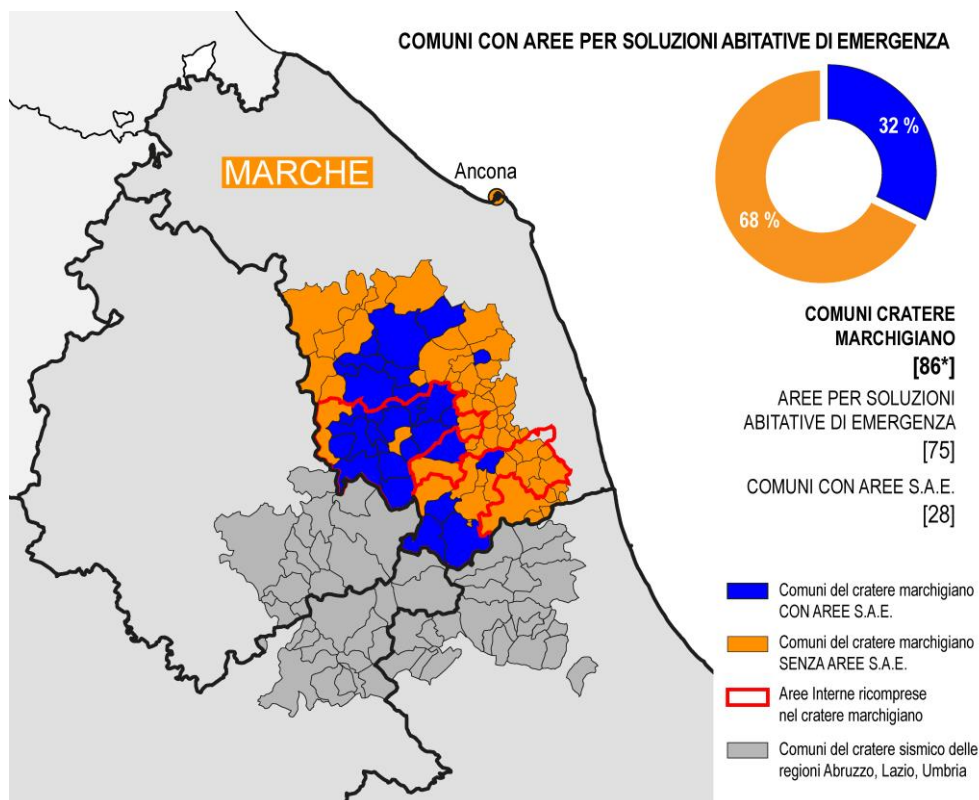 COMUNI CON AREE PER SOLUZIONI ABITATIVE DI EMERGENZA
32 %
68 %
MARCHE
Ancona
COMUNI CRATERE
MARCHIGIANO
[86*]
AREE PER SOLUZIONI
ABITATIVE DI EMERGENZA
[75]
COMUNI CON AREE S.A.E.
[28]
Comuni del cratere marchigiano
CON AREE S.A.E.
Comuni del cratere marchigiano
SENZA AREE S.A.E.
Aree Interne ricomprese
nel cratere marchigiano
Comuni del cratere sismico delle
regioni Abruzzo, Lazio, Umbria